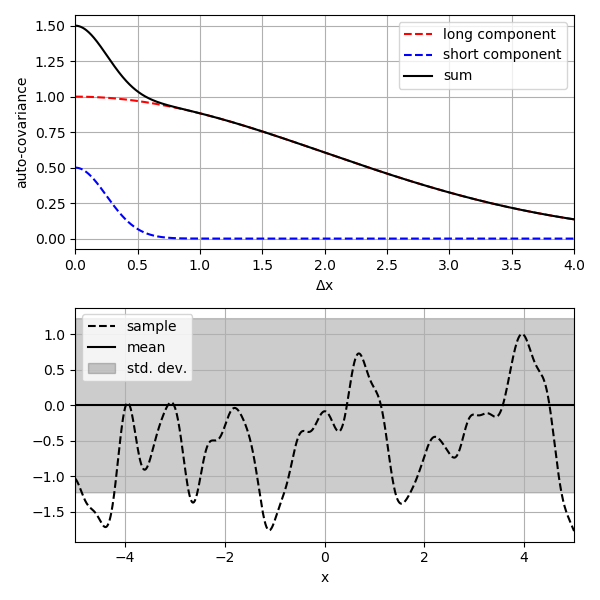 1.50
1.25
1.00
0.75
0.50
0.25
0.00
auto-covariance
long component
short component
sum
0.0 0.5 1.0 1.5 2.0 2.5 3.0 3.5 4.0
Δx
1.0
0.5
0.0
−0.5
−1.0
−1.5
sample
mean
std. dev.
−4 −2 0 2 4
x